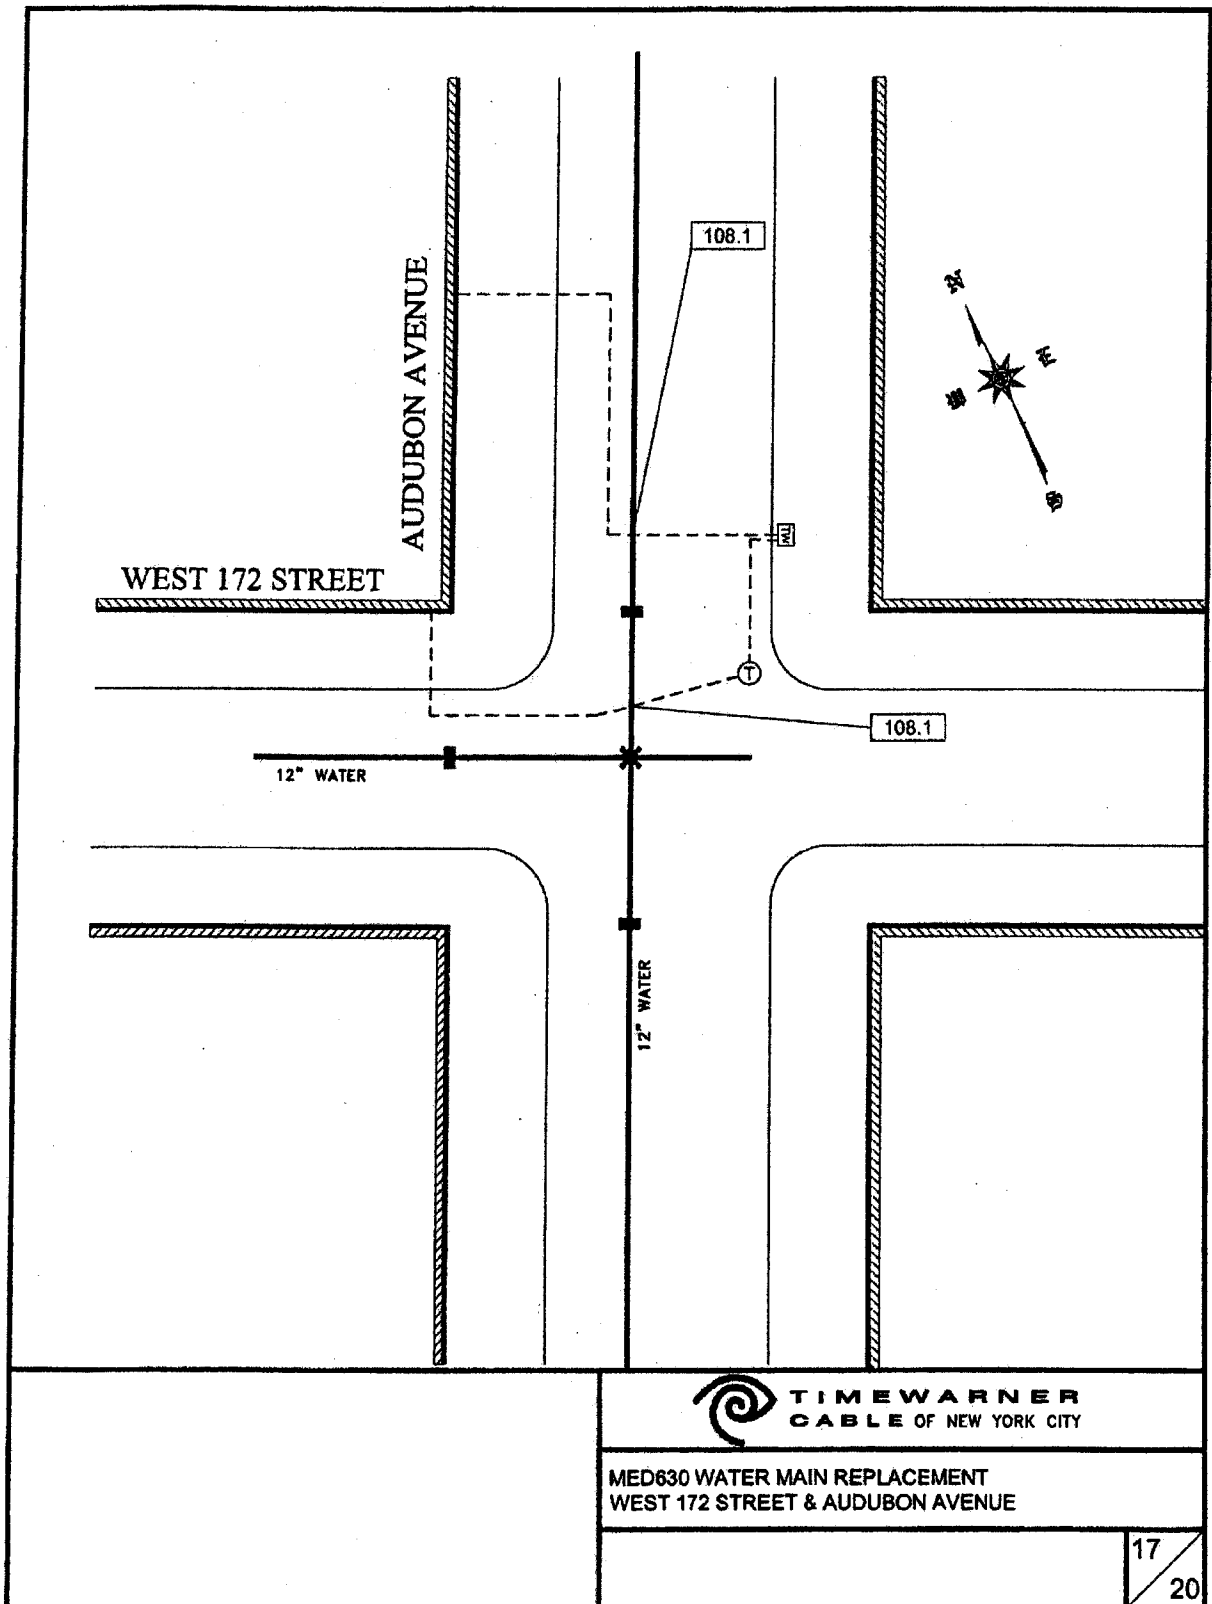 108.1
AUDUBON AVENUE
TW
WEST 172 STREET
T
108.1
12" WATER
12" WATER
TIMEWARNER
CABLE OF NEW YORK CITY
MED630 WATER MAIN REPLACEMENT
WEST 172 STREET & AUDUBON AVENUE
17
20